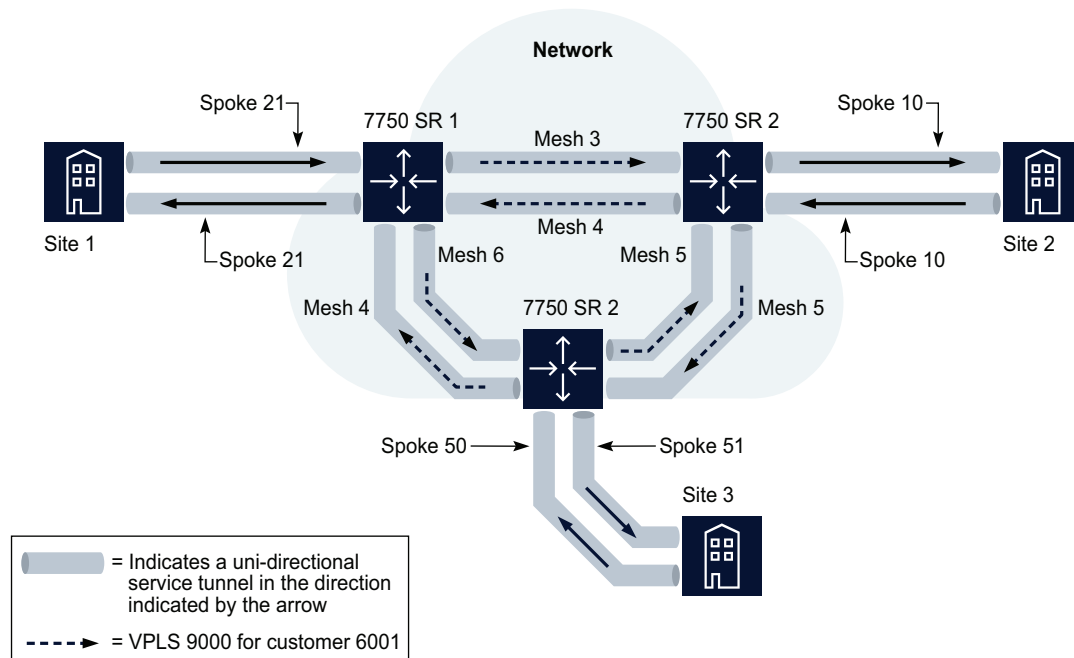 Network
Spoke 21
Spoke 10
7750 SR 1
7750 SR 2
Mesh 3
Mesh 4
Site 1
Spoke 21
Mesh 6
Mesh 5
Spoke 10
Site 2
Mesh 4
7750 SR 2
Mesh 5
Spoke 50
Spoke 51
Site 3
= Indicates a uni-directional
service tunnel in the direction
indicated by the arrow
= VPLS 9000 for customer 6001